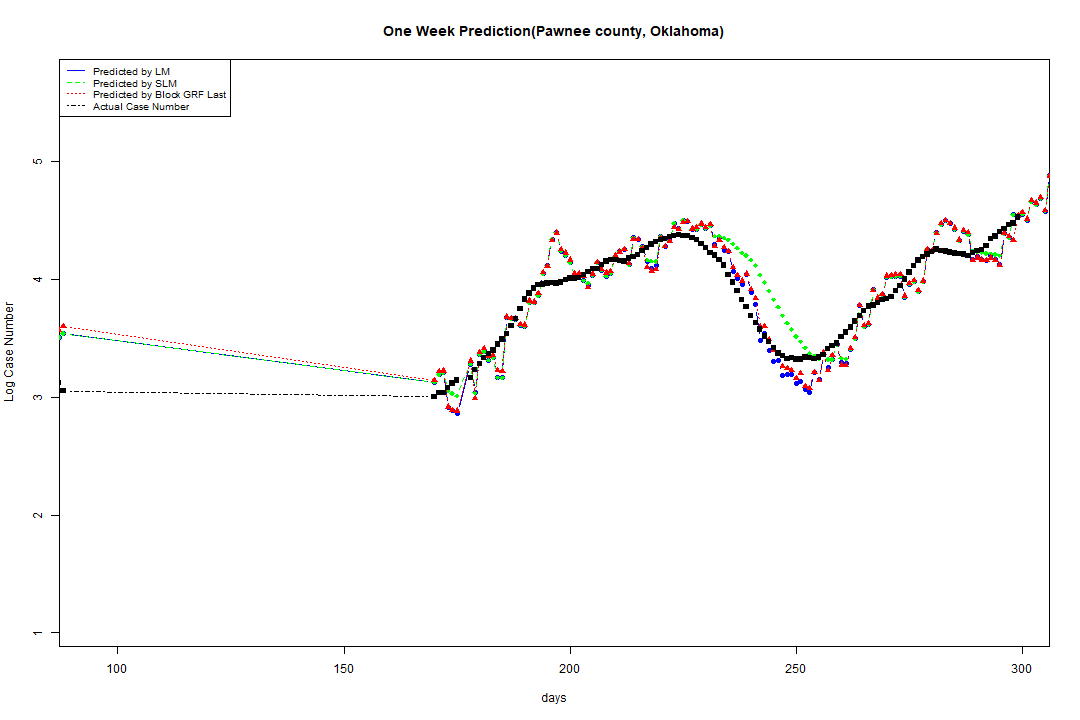 One Week Prediction(Pawnee county, Oklahoma)
Predicted by LM
Predicted by SLM
Predicted by Block GRF Last
Actual Case Number
5
4
3
2
1
Log Case Number
100 150 200 250 300
days